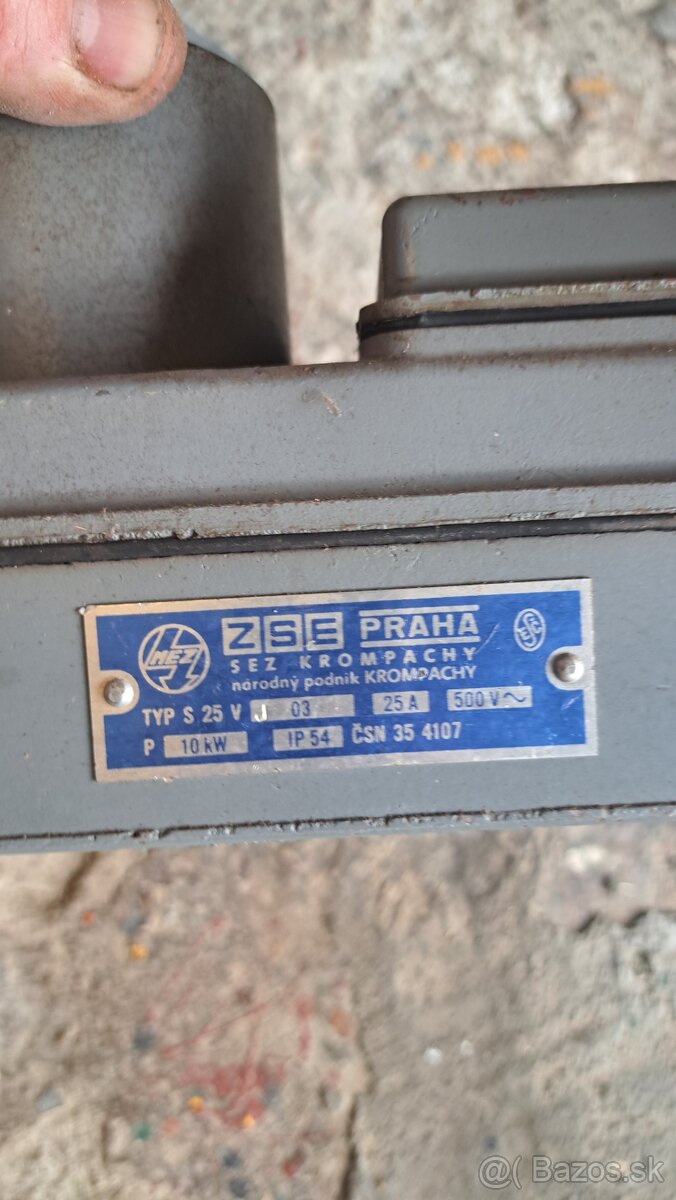 MEZ
ZSE PRAHA
SEZ KROMPACHY
národný podnik KROMPACHY
TYP S 25 V J 03 25 A 500 V ~
P 10 kW IP 54 ČSN 35 4107
@( Bazos.sk